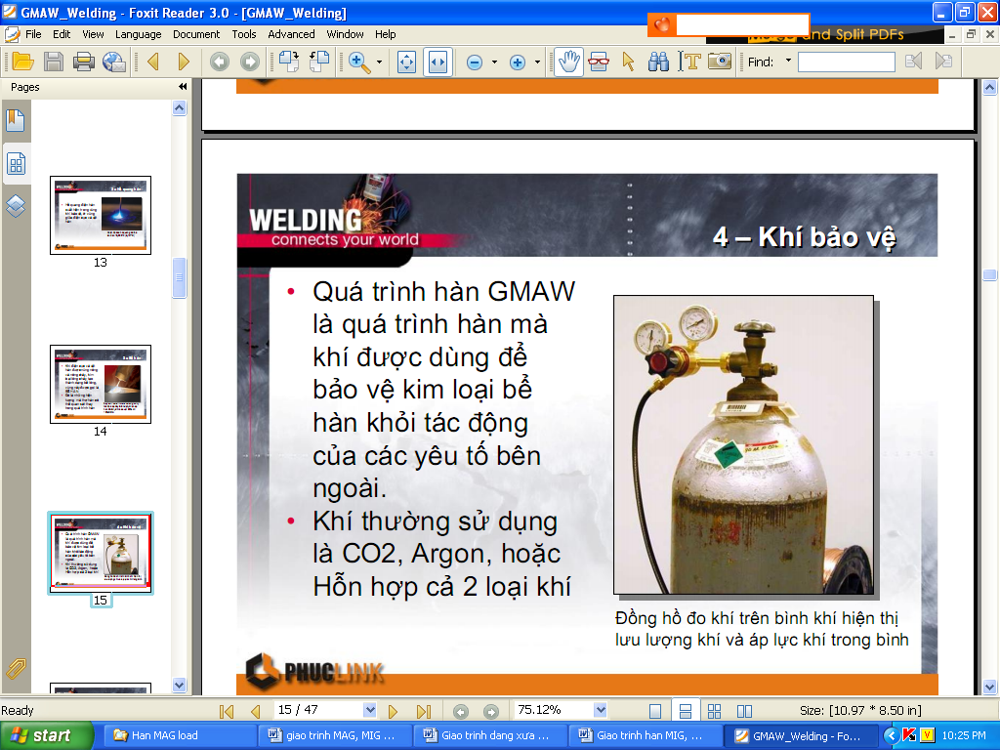 GMAW_Welding - Foxit Reader 3.0 - [GMAW_Welding]
File Edit View Language Document Tools Advanced Window Help
and Split PDFs
Find:
Pages
13
14
15
WELDING
connects your world
4 – Khí bảo vệ
• Quá trình hàn GMAW
là quá trình hàn mà
khí được dùng để
bảo vệ kim loại bể
hàn khỏi tác động
của các yêu tố bên
ngoài.
• Khí thường sử dụng
là CO2, Argon, hoặc
Hỗn hợp cả 2 loại khí
Đồng hồ đo khí trên bình khí hiện thị
lưu lượng khí và áp lực khí trong bình
PHUCLINK
Ready
15 / 47
75.12%
Size: [10.97 * 8.50 in]
start
Han MAG load
giao trinh MAG, MIG ...
Giao trinh dang xưa ...
Giao trinh han MIG, ...
GMAW_Welding - Fo...
10:25 PM